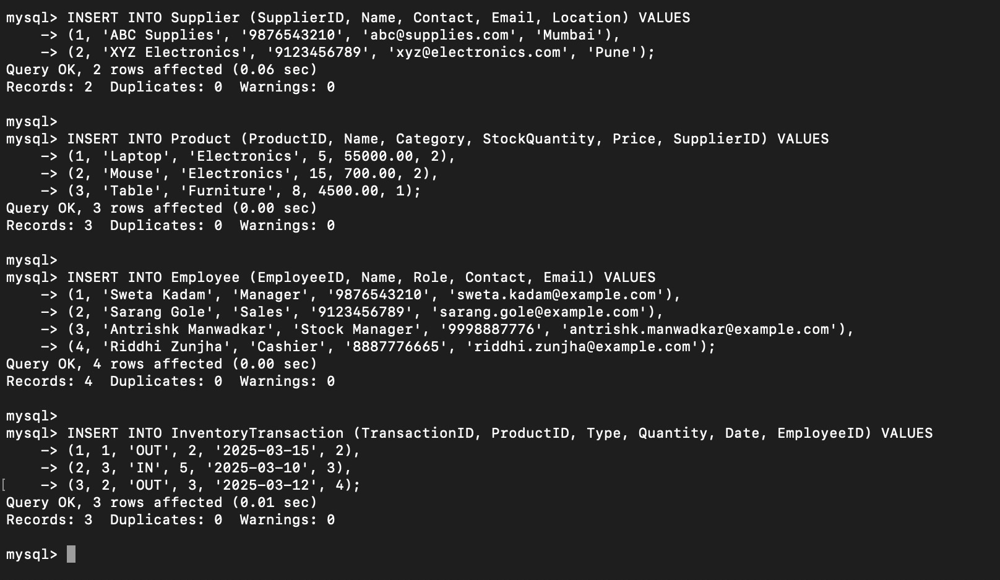 mysql> INSERT INTO Supplier (SupplierID, Name, Contact, Email, Location) VALUES
    -> (1, 'ABC Supplies', '9876543210', 'abc@supplies.com', 'Mumbai'),
    -> (2, 'XYZ Electronics', '9123456789', 'xyz@electronics.com', 'Pune');
Query OK, 2 rows affected (0.06 sec)
Records: 2  Duplicates: 0  Warnings: 0

mysql>
mysql> INSERT INTO Product (ProductID, Name, Category, StockQuantity, Price, SupplierID) VALUES
    -> (1, 'Laptop', 'Electronics', 5, 55000.00, 2),
    -> (2, 'Mouse', 'Electronics', 15, 700.00, 2),
    -> (3, 'Table', 'Furniture', 8, 4500.00, 1);
Query OK, 3 rows affected (0.00 sec)
Records: 3  Duplicates: 0  Warnings: 0

mysql>
mysql> INSERT INTO Employee (EmployeeID, Name, Role, Contact, Email) VALUES
    -> (1, 'Sweta Kadam', 'Manager', '9876543210', 'sweta.kadam@example.com'),
    -> (2, 'Sarang Gole', 'Sales', '9123456789', 'sarang.gole@example.com'),
    -> (3, 'Antrishk Manwadkar', 'Stock Manager', '9998887776', 'antrishk.manwadkar@example.com'),
    -> (4, 'Riddhi Zunjha', 'Cashier', '8887776665', 'riddhi.zunjha@example.com');
Query OK, 4 rows affected (0.00 sec)
Records: 4  Duplicates: 0  Warnings: 0

mysql>
mysql> INSERT INTO InventoryTransaction (TransactionID, ProductID, Type, Quantity, Date, EmployeeID) VALUES
    -> (1, 1, 'OUT', 2, '2025-03-15', 2),
    -> (2, 3, 'IN', 5, '2025-03-10', 3),
[    -> (3, 2, 'OUT', 3, '2025-03-12', 4);
Query OK, 3 rows affected (0.01 sec)
Records: 3  Duplicates: 0  Warnings: 0

mysql>